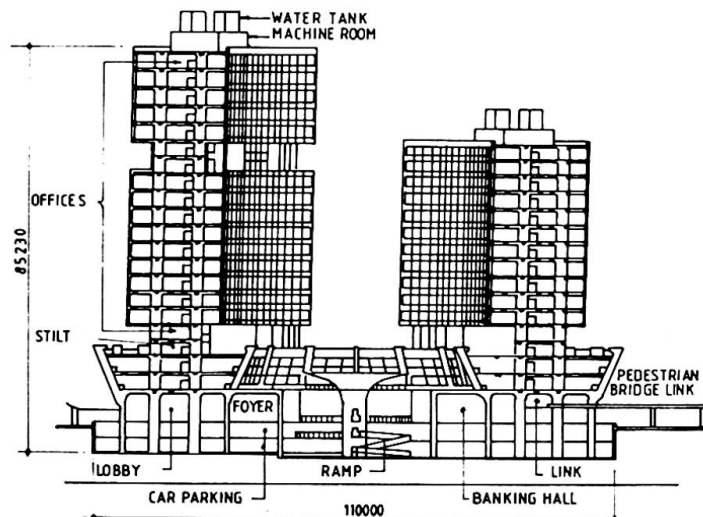 WATER TANK
MACHINE ROOM
OFFICES
85230
STILT
PEDESTRIAN
BRIDGE LINK
FOYER
LOBBY
RAMP
LINK
CAR PARKING
BANKING HALL
110000